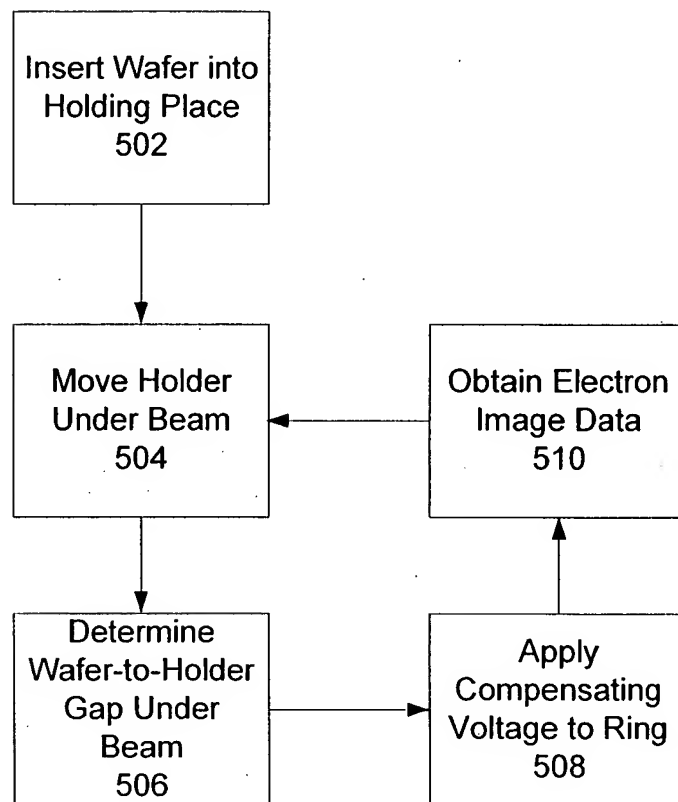 Insert Wafer into
Holding Place
502
Move Holder
Under Beam
504
Obtain Electron
Image Data
510
Determine
Wafer-to-Holder
Gap Under
Beam
506
Apply
Compensating
Voltage to Ring
508